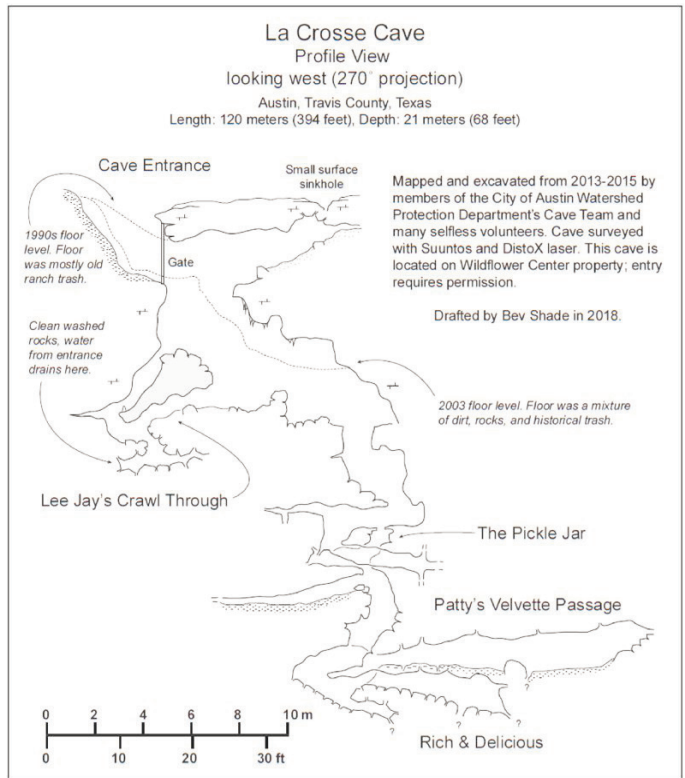 La Crosse Cave
Profile View
looking west (270° projection)
Austin, Travis County, Texas
Length: 120 meters (394 feet), Depth: 21 meters (68 feet)
Cave Entrance
Small surface
sinkhole
Mapped and excavated from 2013-2015 by
members of the City of Austin Watershed
Protection Department's Cave Team and
many selfless volunteers. Cave surveyed
with Suuntos and DistoX laser. This cave is
located on Wildflower Center property; entry
requires permission.
Drafted by Bev Shade in 2018.
1990s floor
level. Floor
was mostly old
ranch trash.
Gate
Clean washed
rocks, water
from entrance
drains here.
2003 floor level. Floor was a mixture
of dirt, rocks, and historical trash.
Lee Jay's Crawl Through
The Pickle Jar
Patty's Velvette Passage
?
?
?
?
Rich & Delicious
0 2 4 6 8 10 m
0 10 20 30 ft